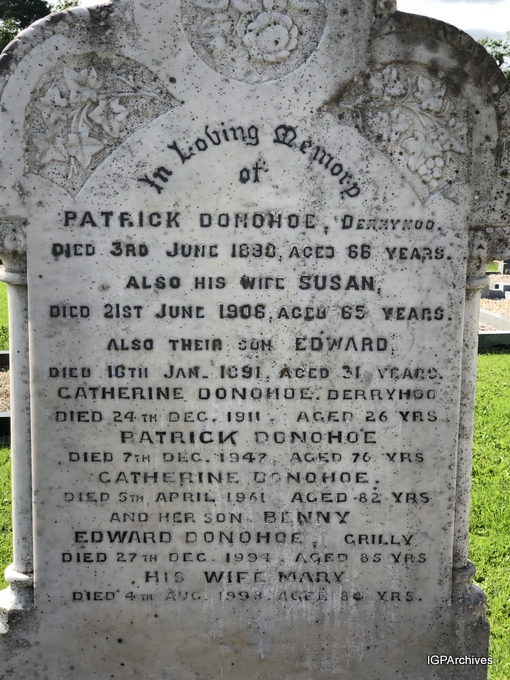 In Loving Memory
of
PATRICK DONOHOE, DERRYHOO.
DIED 3RD JUNE 1898, AGED 66 YEARS.
ALSO HIS WIFE SUSAN,
DIED 21ST JUNE 1906, AGED 65 YEARS.
ALSO THEIR SON EDWARD,
DIED 16TH JAN. 1891, AGED 31 YEARS.
CATHERINE DONOHOE. DERRYHOO
DIED 24TH DEC. 1911. AGED 26 YRS
PATRICK DONOHOE
DIED 7TH DEC. 1947. AGED 76 YRS
CATHERINE DONOHOE.
DIED 5TH APRIL 1961 AGED 82 YRS
AND HER SON BENNY
EDWARD DONOHOE, GRILLY
DIED 27TH DEC. 1994. AGED 85 YRS
HIS WIFE MARY
DIED 4TH AUG. 1998. AGED 84 YRS.
IGPArchives